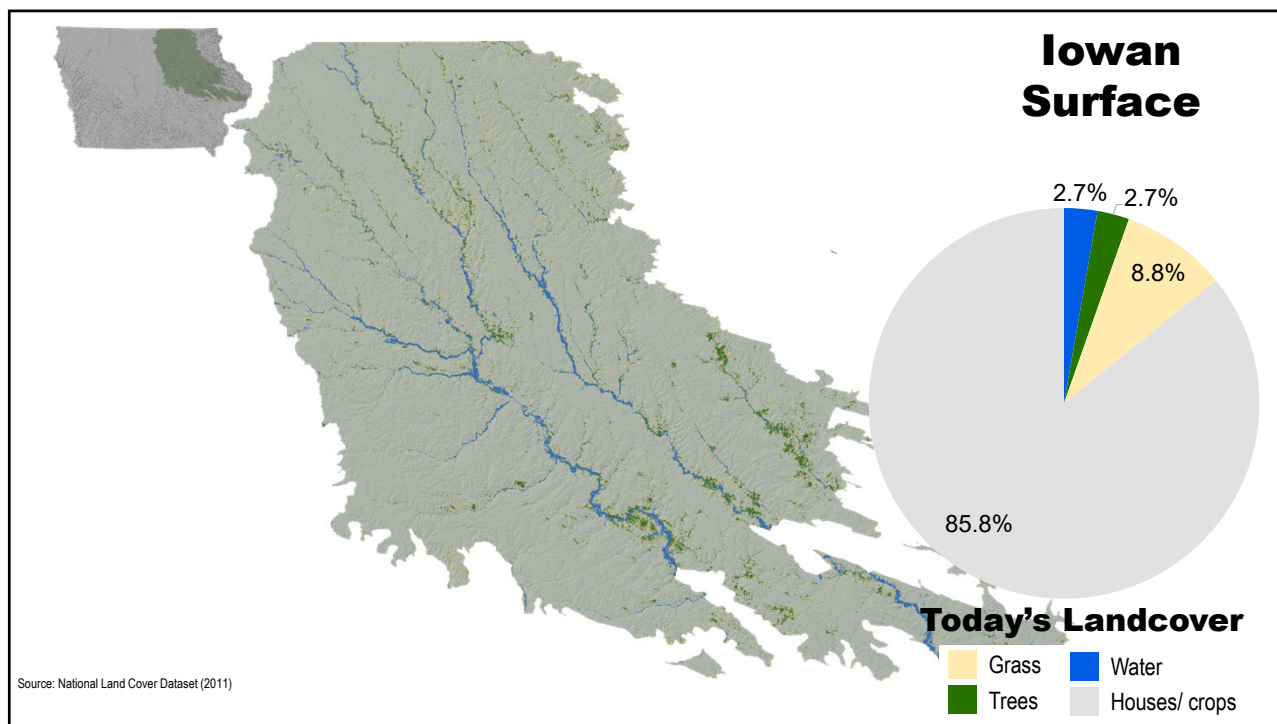 Iowan
Surface
2.7%
2.7%
8.8%
85.8%
Today’s Landcover
Grass
Water
Trees
Houses/ crops
Source: National Land Cover Dataset (2011)